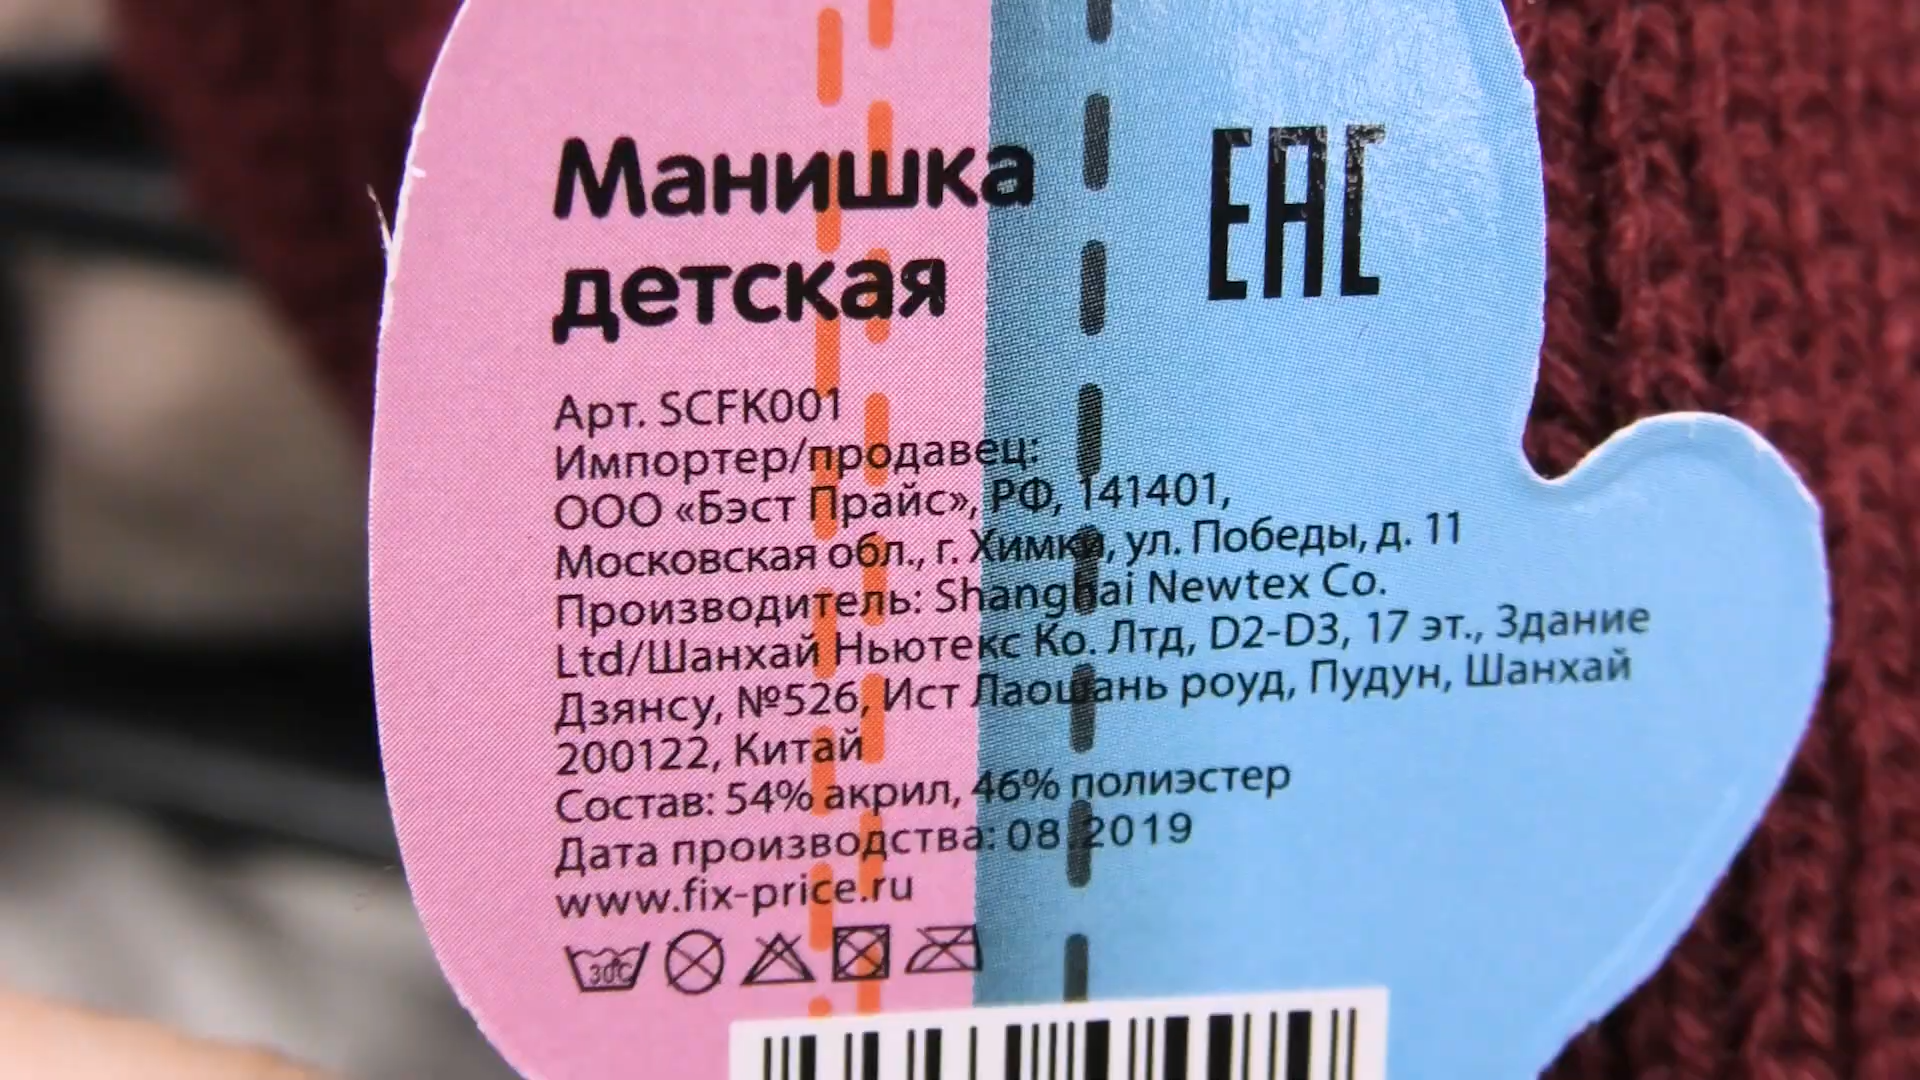 Манишка
детская
EAC
Арт. SCFK001
Импортер/продавец:
ООО «Бэст Прайс», РФ, 141401,
Московская обл., г. Химки, ул. Победы, д. 11
Производитель: Shanghai Newtex Co.
Ltd/Шанхай Ньютекс Ко. Лтд, D2-D3, 17 эт., Здание
Дзянсу, №526, Ист Лаошань роуд, Пудун, Шанхай
200122, Китай
Состав: 54% акрил, 46% полиэстер
Дата производства: 08.2019
www.fix-price.ru
30C